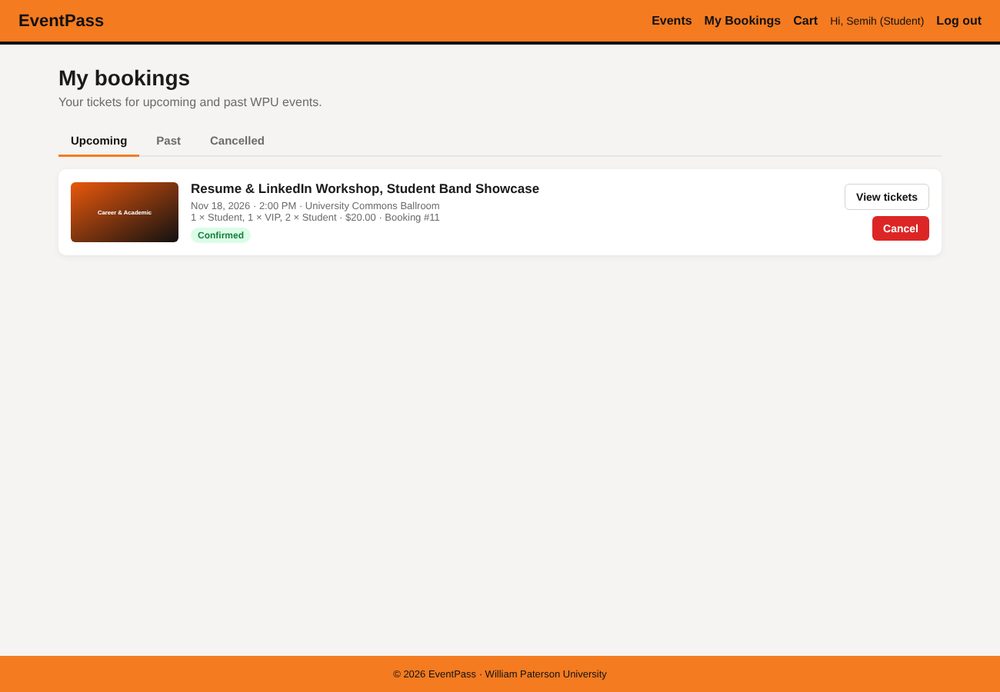 EventPass
Events My Bookings Cart Hi, Semih (Student) Log out
My bookings
Your tickets for upcoming and past WPU events.
Upcoming Past Cancelled
Career & Academic
Resume & LinkedIn Workshop, Student Band Showcase
Nov 18, 2026 · 2:00 PM · University Commons Ballroom
1 × Student, 1 × VIP, 2 × Student · $20.00 · Booking #11
Confirmed
View tickets
Cancel
© 2026 EventPass · William Paterson University